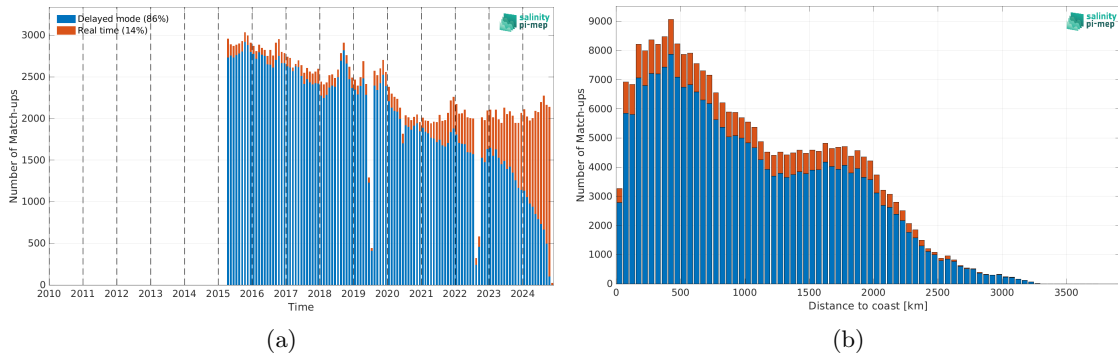 Delayed mode (86%)
Real time (14%)
salinity
pi-mep
Number of Match-ups
3000
2500
2000
1500
1000
500
0
2010 2011 2012 2013 2014 2015 2016 2017 2018 2019 2020 2021 2022 2023 2024
Time
(a)
salinity
pi-mep
Number of Match-ups
9000
8000
7000
6000
5000
4000
3000
2000
1000
0
0 500 1000 1500 2000 2500 3000 3500
Distance to coast [km]
(b)